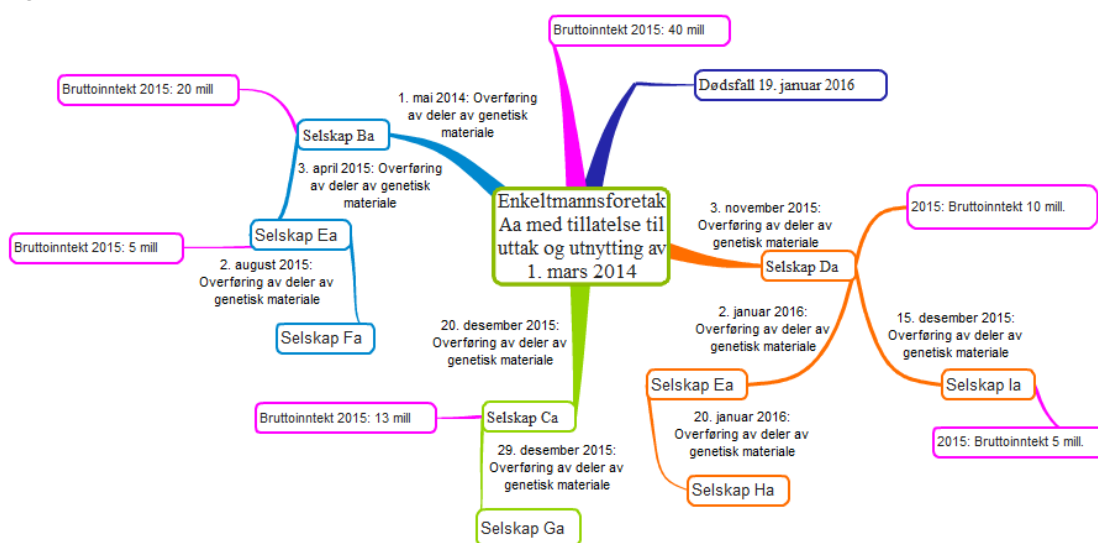 Bruttoinntekt 2015: 40 mill
Dødsfall 19. januar 2016
Bruttoinntekt 2015: 20 mill
1. mai 2014: Overføring
av deler av genetisk
materiale
Selskap Ba
3. april 2015: Overføring
av deler av genetisk
materiale
Enkeltmannsforetak
Aa med tillatelse til
uttak og utnytting av
1. mars 2014
3. november 2015:
Overføring av deler av
genetisk materiale
2015: Bruttoinntekt 10 mill.
Selskap Ea
Bruttoinntekt 2015: 5 mill
2. august 2015:
Overføring av deler av
genetisk materiale
Selskap Fa
Selskap Da
2. januar 2016:
Overføring av deler av
genetisk materiale
15. desember 2015:
Overføring av deler av
genetisk materiale
20. desember 2015:
Overføring av deler av
genetisk materiale
Selskap Ea
Selskap Ia
Bruttoinntekt 2015: 13 mill
Selskap Ca
20. januar 2016:
Overføring av deler av
genetisk materiale
2015: Bruttoinntekt 5 mill.
29. desember 2015:
Overføring av deler av
genetisk materiale
Selskap Ha
Selskap Ga